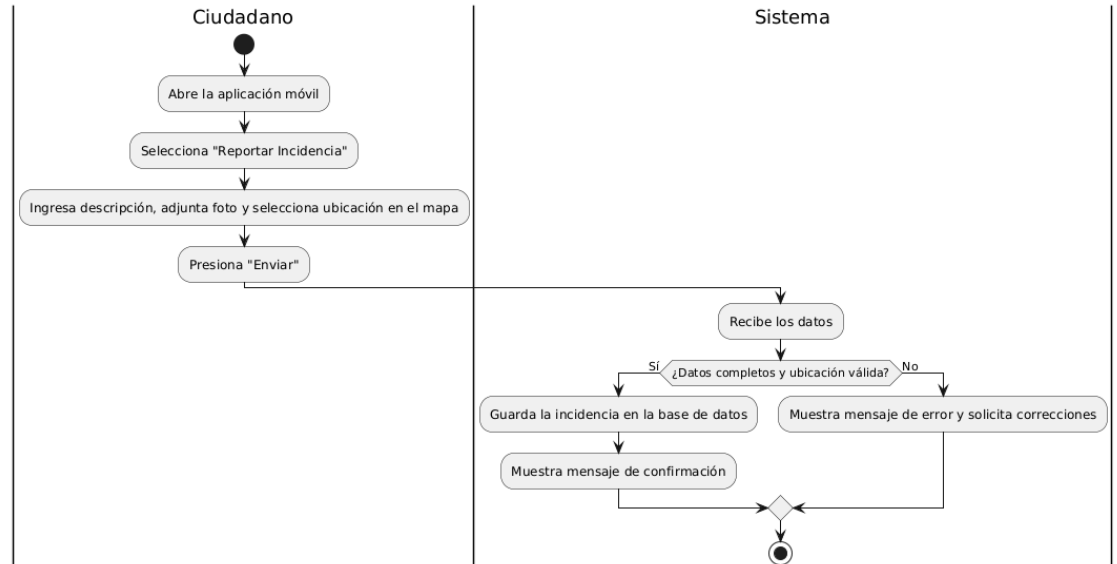 Ciudadano
Sistema
Abre la aplicación móvil
Selecciona "Reportar Incidencia"
Ingresa descripción, adjunta foto y selecciona ubicación en el mapa
Presiona "Enviar"
Recibe los datos
¿Datos completos y ubicación válida?
Sí
No
Guarda la incidencia en la base de datos
Muestra mensaje de error y solicita correcciones
Muestra mensaje de confirmación